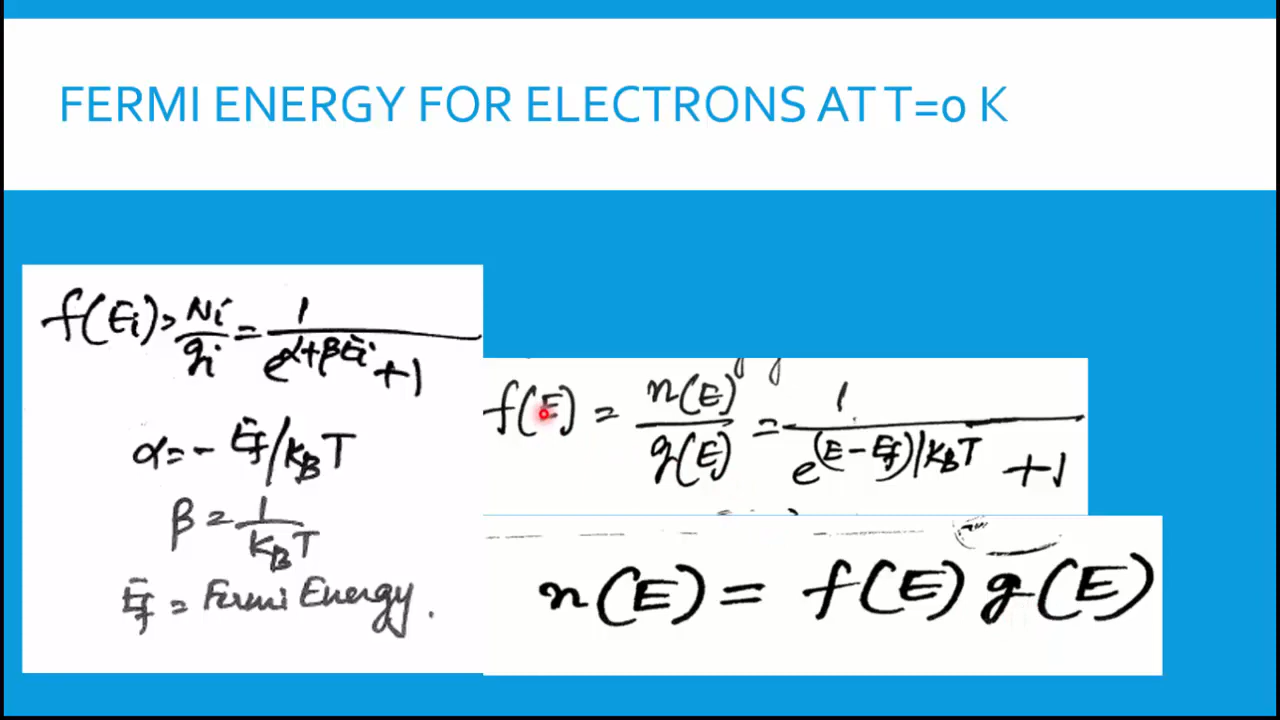 FERMI ENERGY FOR ELECTRONS AT T=0 K
f(Ei) = Ni/gi = 1/(e^(α+βEi) + 1)
α = - Ef/KBT
β = 1/KBT
Ef = Fermi Energy.
f(E) = n(E)/g(E) = 1/(e^((E-Ef)/KBT) + 1)
n(E) = f(E) g(E)